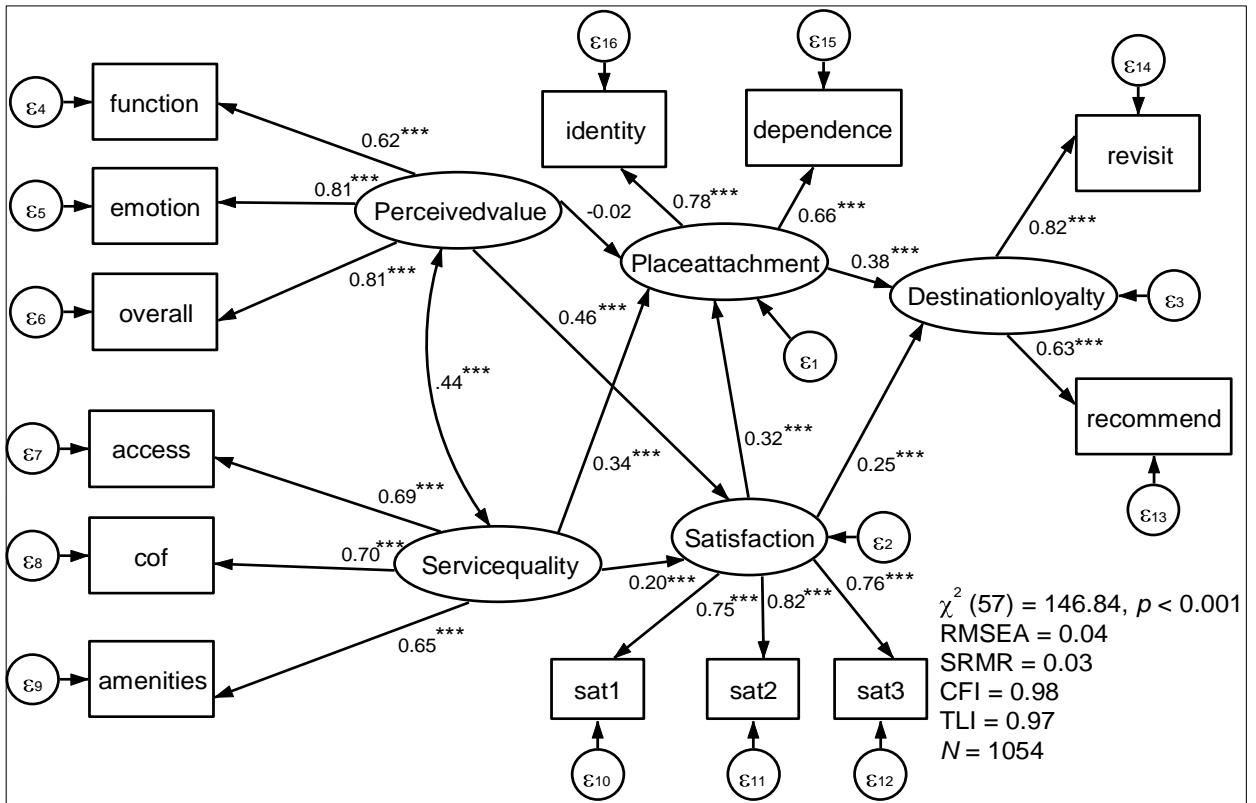 ε16
ε15
ε14
ε4
function
identity
dependence
revisit
0.62***
ε5
emotion
0.81***
Perceivedvalue
-0.02
0.78***
0.66***
0.82***
ε6
overall
0.81***
Placeattachment
0.38***
Destinationloyalty
ε3
0.46***
ε1
0.63***
.44***
ε7
access
0.69***
0.34***
0.32***
0.25***
recommend
ε13
ε8
cof
0.70***
Servicequality
0.20***
Satisfaction
ε2
0.75***
0.82***
0.76***
ε9
amenities
0.65***
sat1
sat2
sat3
ε10
ε11
ε12
χ² (57) = 146.84, p < 0.001
RMSEA = 0.04
SRMR = 0.03
CFI = 0.98
TLI = 0.97
N = 1054